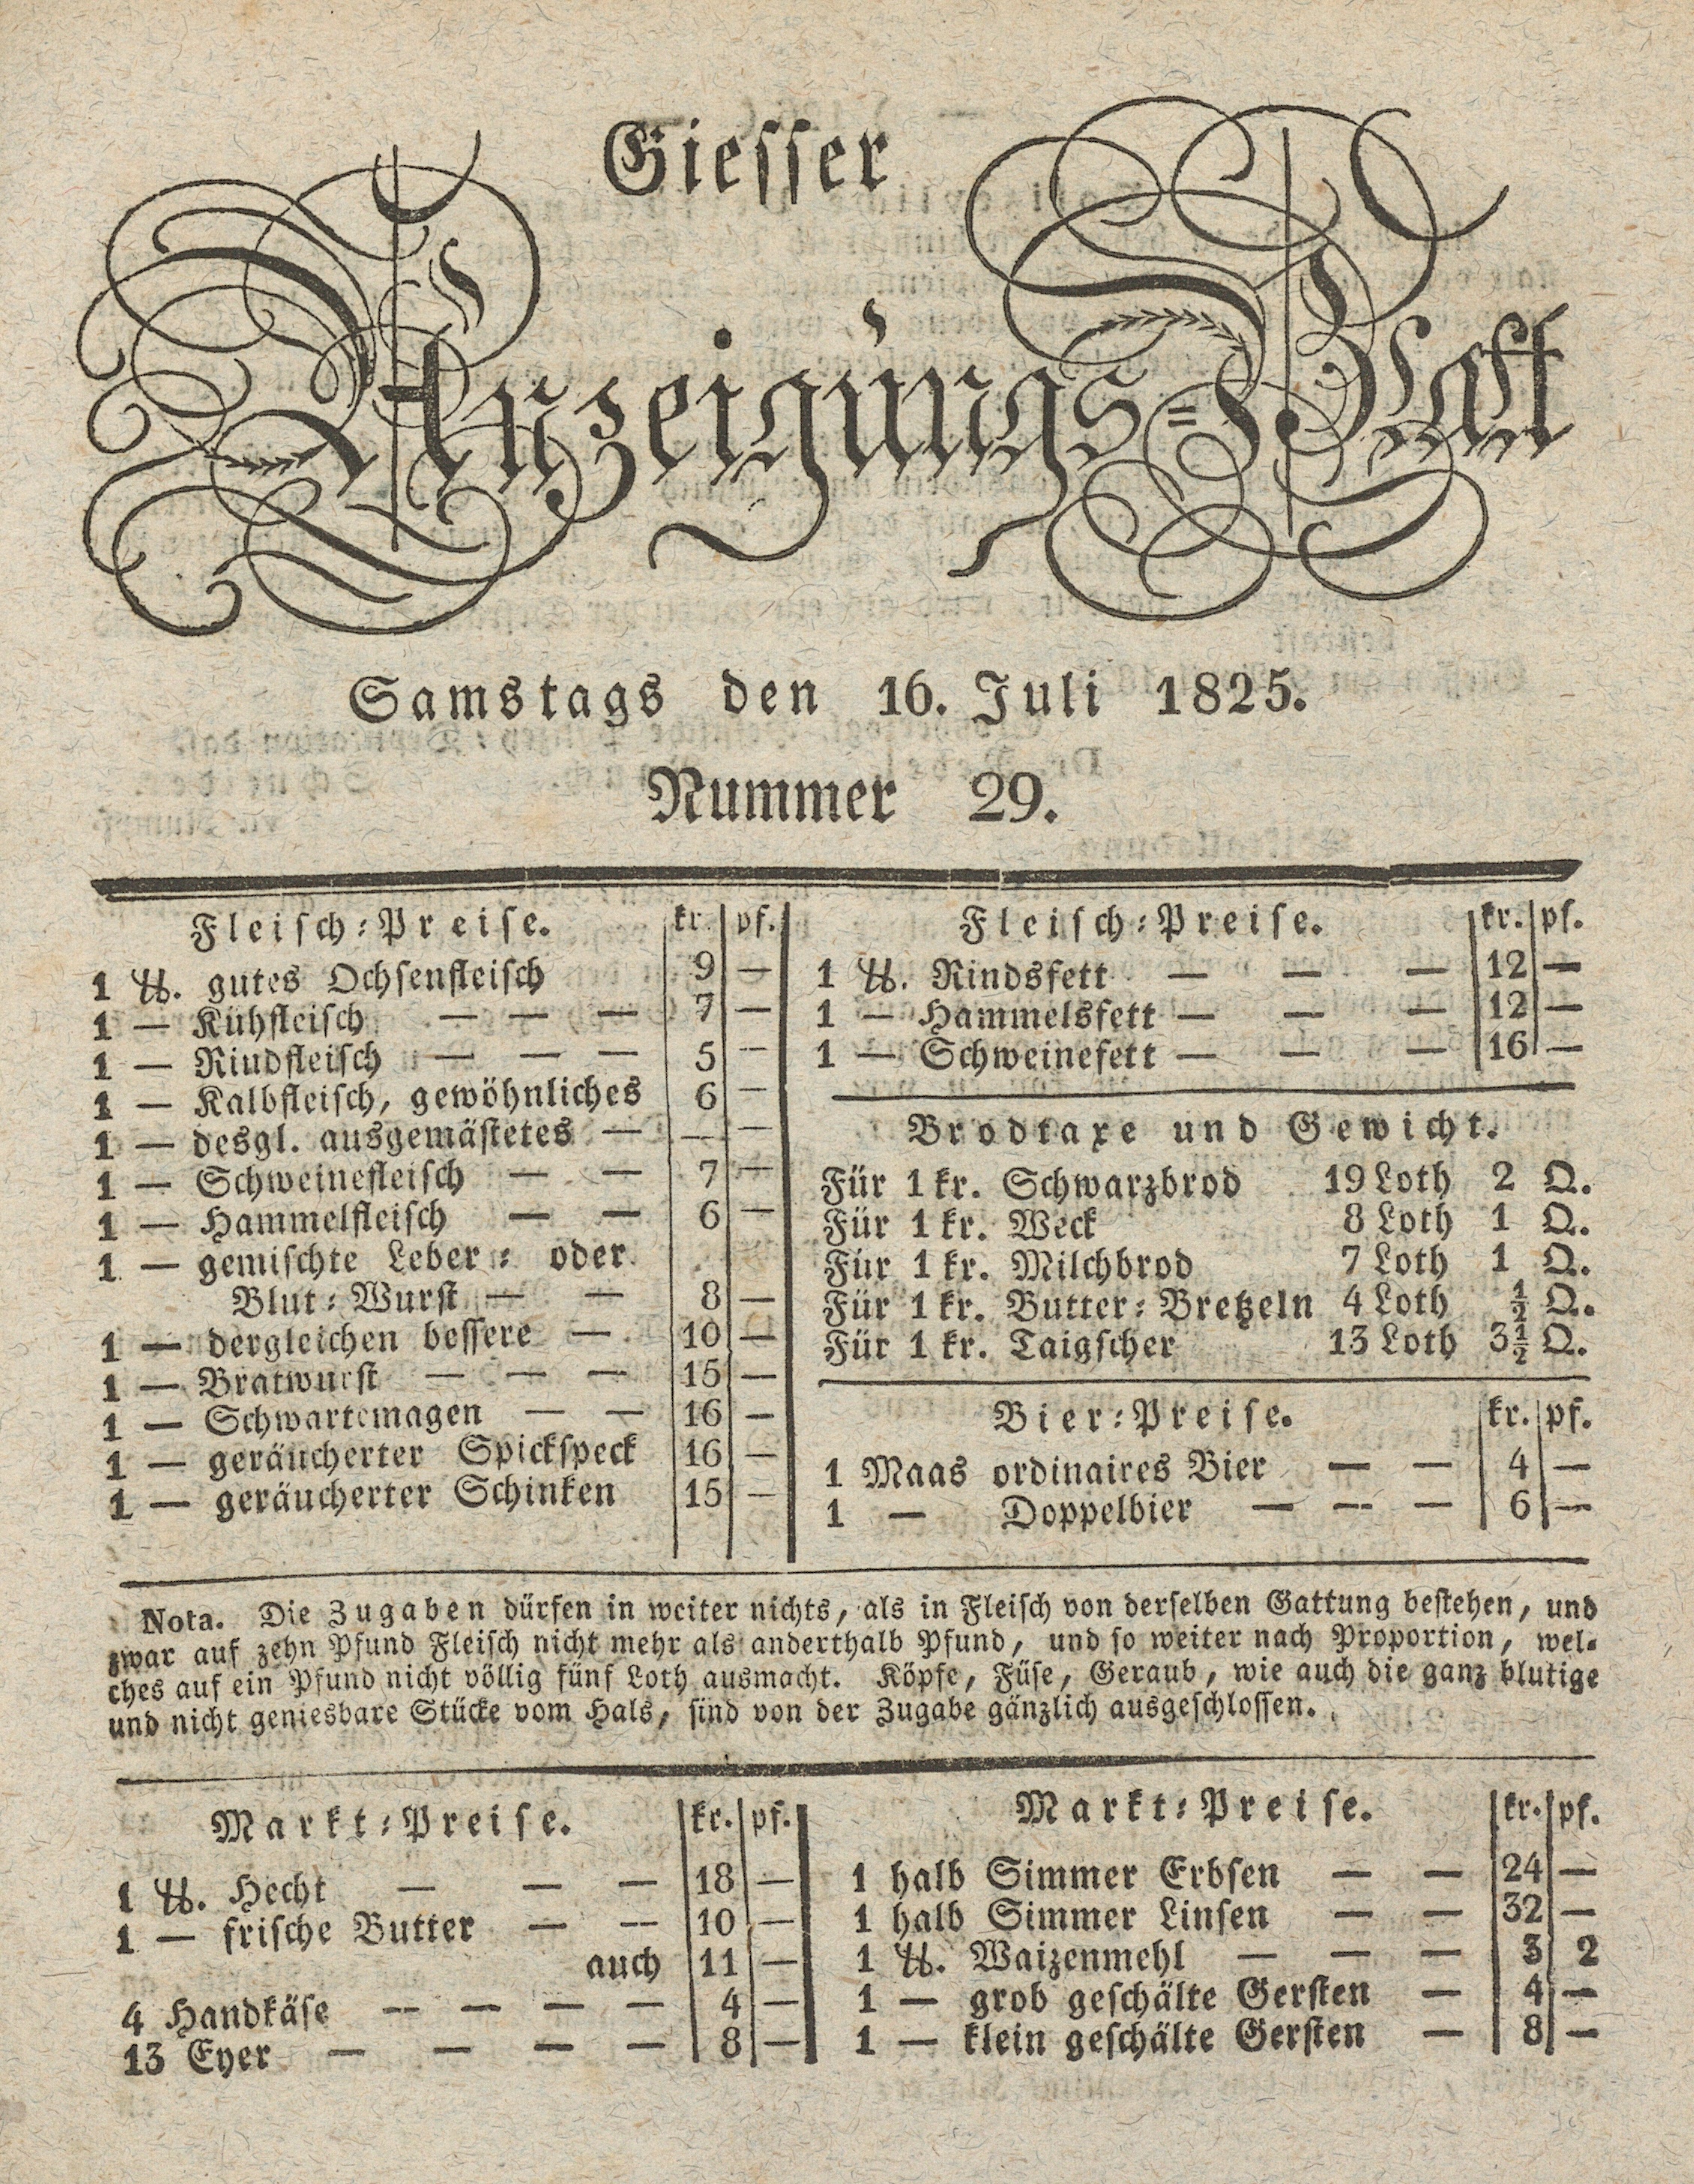 Giesser
Anzeigungs=Blatt
Samstags den 16. Juli 1825.
Nummer 29.
Fleisch=Preise. kr. pf.
1 ℔. gutes Ochsenfleisch 9 —
1 — Kühfleisch — — — 7 —
1 — Rindfleisch — — — 5 —
1 — Kalbfleisch, gewöhnliches 6 —
1 — desgl. ausgemästetes — — —
1 — Schweinefleisch — — 7 —
1 — Hammelfleisch — — 6 —
1 — gemischte Leber= oder
Blut=Wurst — — 8 —
1 — dergleichen bessere — 10 —
1 — Bratwurst — — — 15 —
1 — Schwartemagen — — 16 —
1 — geräucherter Spickspeck 16 —
1 — geräucherter Schinken 15 —
Fleisch=Preise. kr. pf.
1 ℔. Rindsfett — — — 12 —
1 — Hammelsfett — — — 12 —
1 — Schweinefett — — — 16 —
Brodtaxe und Gewicht.
Für 1 kr. Schwarzbrod 19 Loth 2 Q.
Für 1 kr. Weck 8 Loth 1 Q.
Für 1 kr. Milchbrod 7 Loth 1 Q.
Für 1 kr. Butter=Bretzeln 4 Loth ½ Q.
Für 1 kr. Taigscher 13 Loth 3½ Q.
Bier=Preise. kr. pf.
1 Maas ordinaires Bier — — 4 —
1 — Doppelbier — — — 6 —
Nota. Die Zugaben dürfen in weiter nichts, als in Fleisch von derselben Gattung bestehen, und
zwar auf zehn Pfund Fleisch nicht mehr als anderthalb Pfund, und so weiter nach Proportion, wel=
ches auf ein Pfund nicht völlig fünf Loth ausmacht. Köpfe, Füse, Geraub, wie auch die ganz blutige
und nicht geniesbare Stücke vom Hals, sind von der Zugabe gänzlich ausgeschlossen.
Markt=Preise. kr. pf.
1 ℔. Hecht — — — 18 —
1 — frische Butter — — 10 —
auch 11 —
4 Handkäse — — — — 4 —
13 Eyer — — — — 8 —
Markt=Preise. kr. pf.
1 halb Simmer Erbsen — — 24 —
1 halb Simmer Linsen — — 32 —
1 ℔. Waizenmehl — — — 3 2
1 — grob geschälte Gersten — 4 —
1 — klein geschälte Gersten — 8 —